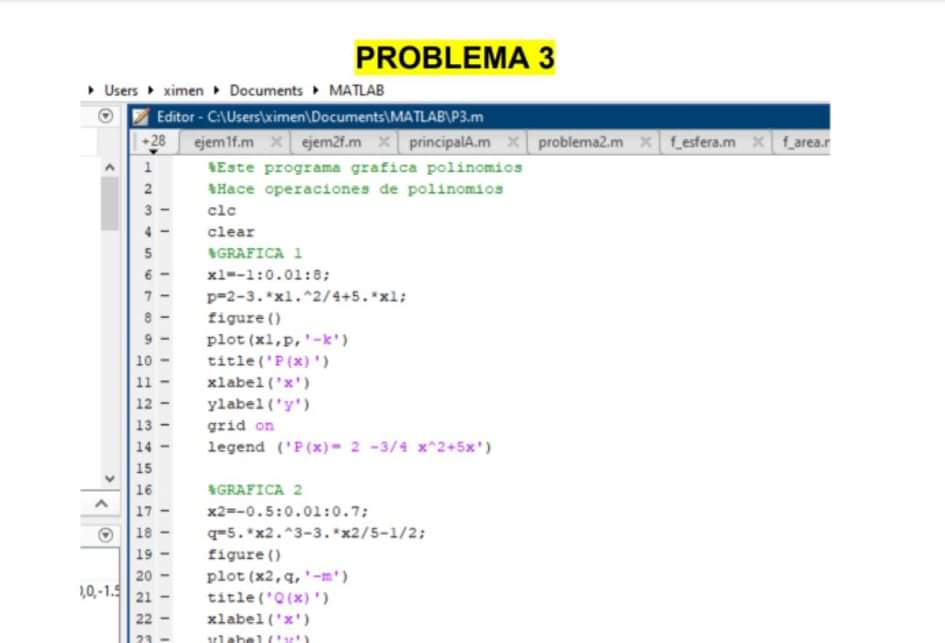 PROBLEMA 3
Users ▸ ximen ▸ Documents ▸ MATLAB
Editor - C:\Users\ximen\Documents\MATLAB\P3.m
+28 ejem1f.m × ejem2f.m × principalA.m × problema2.m × f_esfera.m × f_area.
1 %Este programa grafica polinomios
2 %Hace operaciones de polinomios
3 - clc
4 - clear
5 %GRAFICA 1
6 - x1=-1:0.01:8;
7 - p=2-3.*x1.^2/4+5.*x1;
8 - figure()
9 - plot(x1,p,'-k')
10 - title('P(x)')
11 - xlabel('x')
12 - ylabel('y')
13 - grid on
14 - legend ('P(x)= 2 -3/4 x^2+5x')
15
16 %GRAFICA 2
17 - x2=-0.5:0.01:0.7;
18 - q=5.*x2.^3-3.*x2/5-1/2;
19 - figure()
20 - plot(x2,q,'-m')
),0,-1.5
21 - title('Q(x)')
22 - xlabel('x')
23 - ylabel('y')